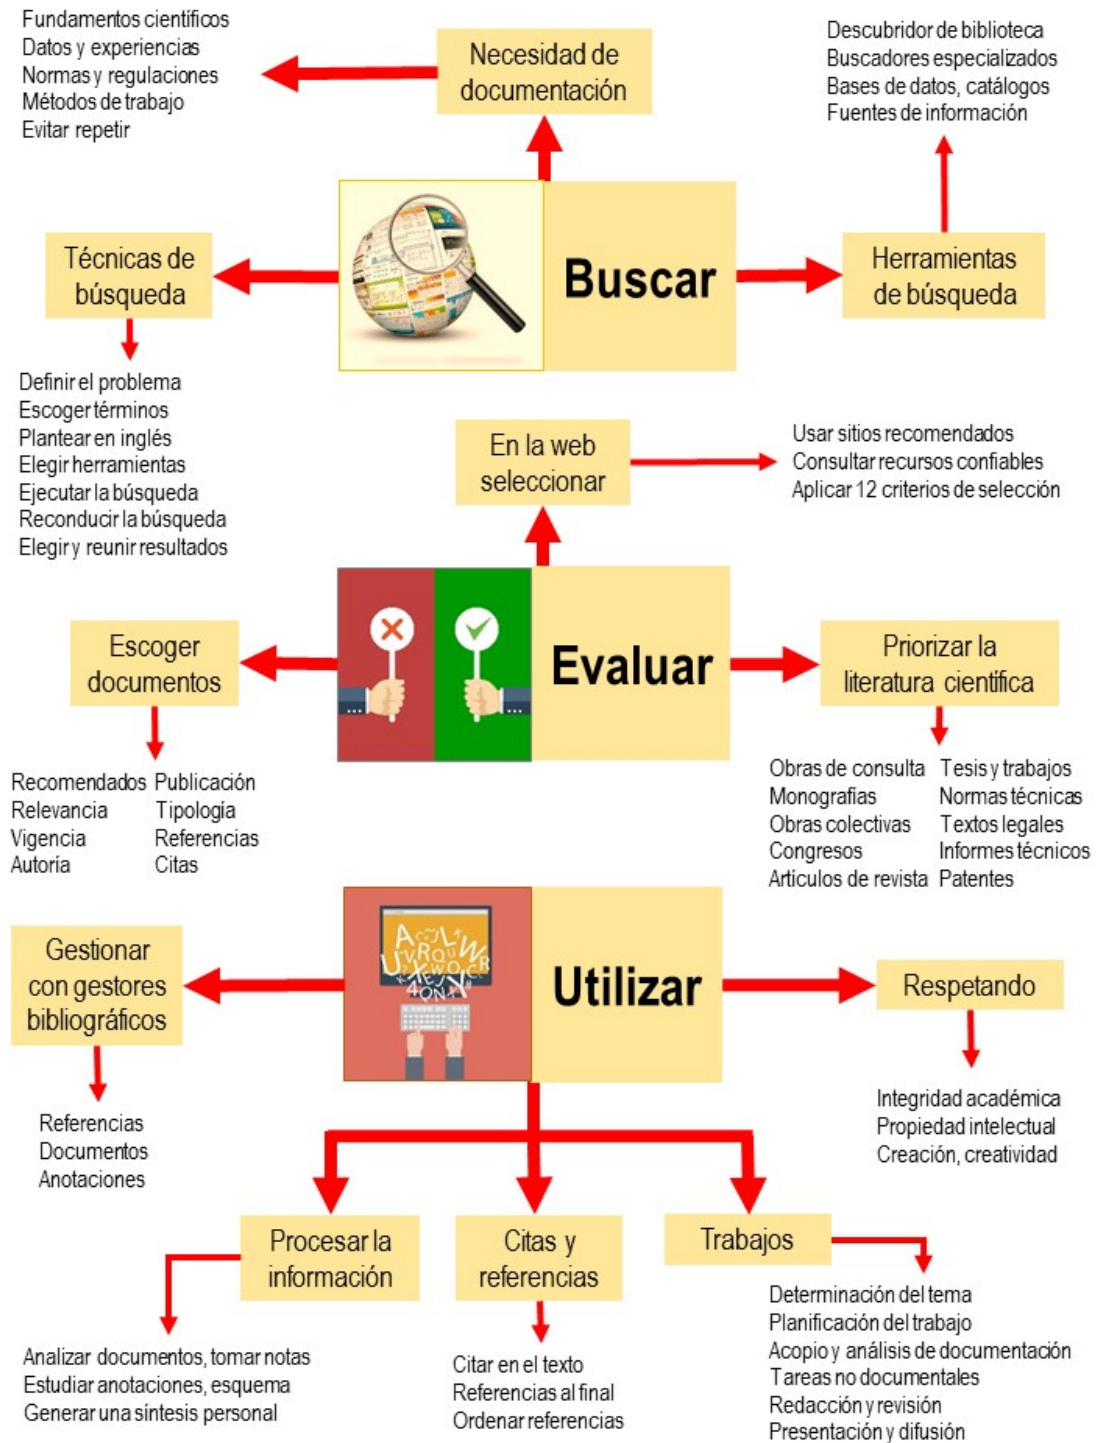 Fundamentos científicos
Datos y experiencias
Normas y regulaciones
Métodos de trabajo
Evitar repetir
Necesidad de
documentación
Descubridor de biblioteca
Buscadores especializados
Bases de datos, catálogos
Fuentes de información
Técnicas de
búsqueda
Buscar
Herramientas
de búsqueda
Definir el problema
Escoger términos
Plantear en inglés
Elegir herramientas
Ejecutar la búsqueda
Reconducir la búsqueda
Elegir y reunir resultados
En la web
seleccionar
Usar sitios recomendados
Consultar recursos confiables
Aplicar 12 criterios de selección
Escoger
documentos
Evaluar
Priorizar la
literatura científica
Recomendados Publicación
Relevancia Tipología
Vigencia Referencias
Autoría Citas
Obras de consulta Tesis y trabajos
Monografías Normas técnicas
Obras colectivas Textos legales
Congresos Informes técnicos
Artículos de revista Patentes
Gestionar
con gestores
bibliográficos
Utilizar
Respetando
Referencias
Documentos
Anotaciones
Integridad académica
Propiedad intelectual
Creación, creatividad
Procesar la
información
Citas y
referencias
Trabajos
Analizar documentos, tomar notas
Estudiar anotaciones, esquema
Generar una síntesis personal
Citar en el texto
Referencias al final
Ordenar referencias
Determinación del tema
Planificación del trabajo
Acopio y análisis de documentación
Tareas no documentales
Redacción y revisión
Presentación y difusión